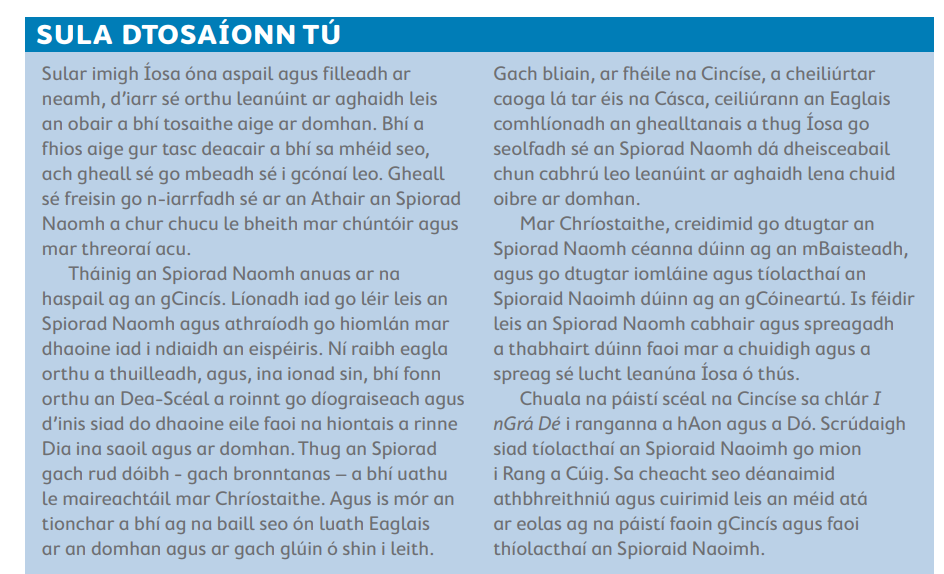 SULA DTOSAÍONN TÚ
Sular imigh Íosa óna aspail agus filleadh ar
neamh, d’iarr sé orthu leanúint ar aghaidh leis
an obair a bhí tosaithe aige ar domhan. Bhí a
fhios aige gur tasc deacair a bhí sa mhéid seo,
ach gheall sé go mbeadh sé i gcónaí leo. Gheall
sé freisin go n-iarrfadh sé ar an Athair an Spiorad
Naomh a chur chucu le bheith mar chúntóir agus
mar threoraí acu.
Tháinig an Spiorad Naomh anuas ar na
haspail ag an gCincís. Líonadh iad go léir leis an
Spiorad Naomh agus athraíodh go hiomlán mar
dhaoine iad i ndiaidh an eispéiris. Ní raibh eagla
orthu a thuilleadh, agus, ina ionad sin, bhí fonn
orthu an Dea-Scéal a roinnt go díograiseach agus
d’inis siad do dhaoine eile faoi na hiontais a rinne
Dia ina saoil agus ar domhan. Thug an Spiorad
gach rud dóibh - gach bronntanas – a bhí uathu
le maireachtáil mar Chríostaithe. Agus is mór an
tionchar a bhí ag na baill seo ón luath Eaglais
ar an domhan agus ar gach glúin ó shin i leith.
Gach bliain, ar fhéile na Cincíse, a cheiliúrtar
caoga lá tar éis na Cásca, ceiliúrann an Eaglais
comhlíonadh an ghealltanais a thug Íosa go
seolfadh sé an Spiorad Naomh dá dheisceabail
chun cabhrú leo leanúint ar aghaidh lena chuid
oibre ar domhan.
Mar Chríostaithe, creidimid go dtugtar an
Spiorad Naomh céanna dúinn ag an mBaisteadh,
agus go dtugtar iomláine agus tíolacthaí an
Spioraid Naoimh dúinn ag an gCóineartú. Is féidir
leis an Spiorad Naomh cabhair agus spreagadh
a thabhairt dúinn faoi mar a chuidigh agus a
spreag sé lucht leanúna Íosa ó thús.
Chuala na páistí scéal na Cincíse sa chlár I
nGrá Dé i ranganna a hAon agus a Dó. Scrúdaigh
siad tíolacthaí an Spioraid Naoimh go mion
i Rang a Cúig. Sa cheacht seo déanaimid
athbhreithniú agus cuirimid leis an méid atá
ar eolas ag na páistí faoin gCincís agus faoi
thíolacthaí an Spioraid Naoimh.